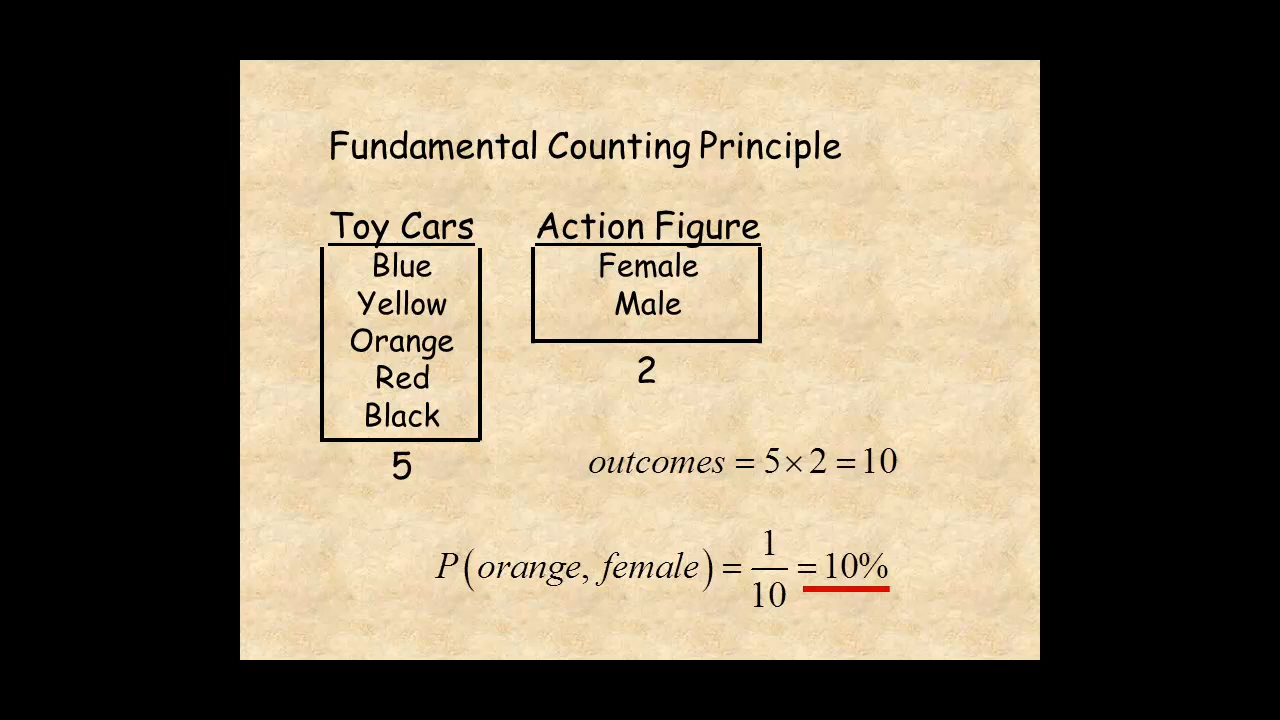 Fundamental Counting Principle
Toy Cars
Blue
Yellow
Orange
Red
Black
5
Action Figure
Female
Male
2
outcomes = 5 × 2 = 10
P(orange, female) = 1/10 = 10%